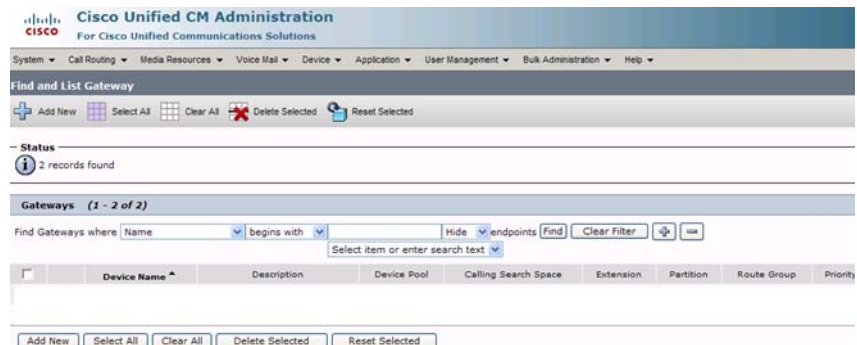 CISCO
Cisco Unified CM Administration
For Cisco Unified Communications Solutions
System Call Routing Media Resources Voice Mail Device Application User Management Bulk Administration Help
Find and List Gateway
Add New Select All Clear All Delete Selected Reset Selected
Status
i 2 records found
Gateways (1 - 2 of 2)
Find Gateways where Name begins with Hide endpoints Find Clear Filter
Select item or enter search text
Device Name Description Device Pool Calling Search Space Extension Partition Route Group Priority
Add New Select All Clear All Delete Selected Reset Selected